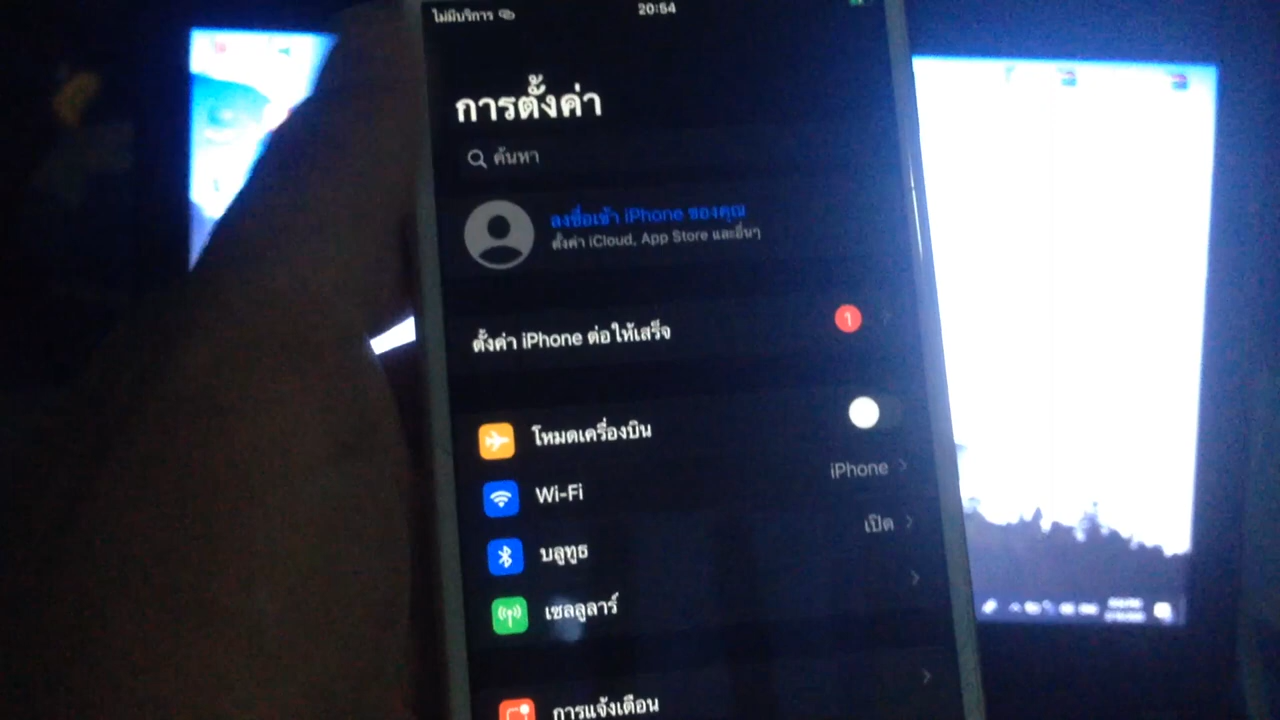 ไม่มีบริการ 20:54
การตั้งค่า
ค้นหา
ลงชื่อเข้า iPhone ของคุณ
ตั้งค่า iCloud, App Store และอื่นๆ
ตั้งค่า iPhone ต่อให้เสร็จ 1
โหมดเครื่องบิน
Wi-Fi iPhone
บลูทูธ เปิด
เซลลูลาร์
การแจ้งเตือน